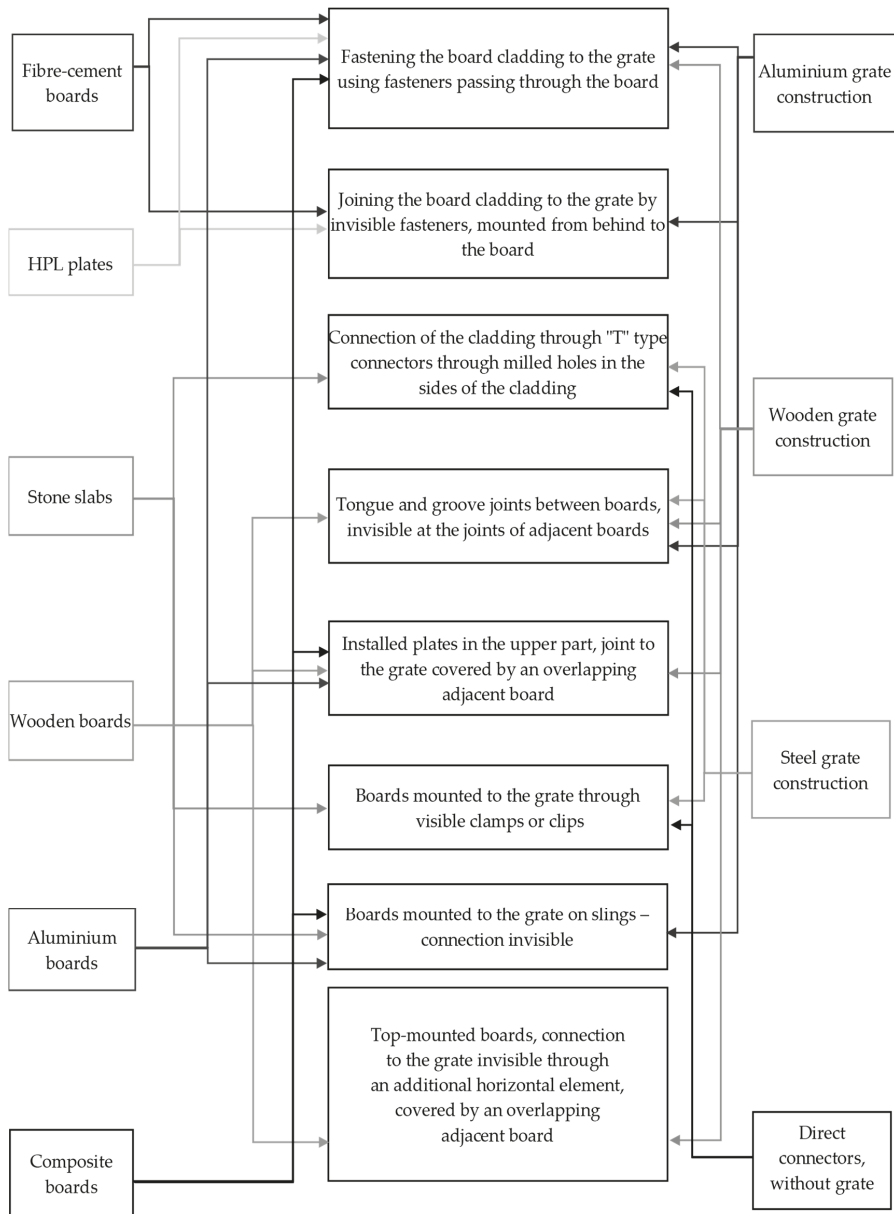 Fibre-cement
boards
HPL plates
Stone slabs
Wooden boards
Aluminium
boards
Composite
boards
Fastening the board cladding to the grate
using fasteners passing through the board
Joining the board cladding to the grate by
invisible fasteners, mounted from behind to
the board
Connection of the cladding through "T" type
connectors through milled holes in the
sides of the cladding
Tongue and groove joints between boards,
invisible at the joints of adjacent boards
Installed plates in the upper part, joint to
the grate covered by an overlapping
adjacent board
Boards mounted to the grate through
visible clamps or clips
Boards mounted to the grate on slings –
connection invisible
Top-mounted boards, connection
to the grate invisible through
an additional horizontal element,
covered by an overlapping
adjacent board
Aluminium grate
construction
Wooden grate
construction
Steel grate
construction
Direct
connectors,
without grate